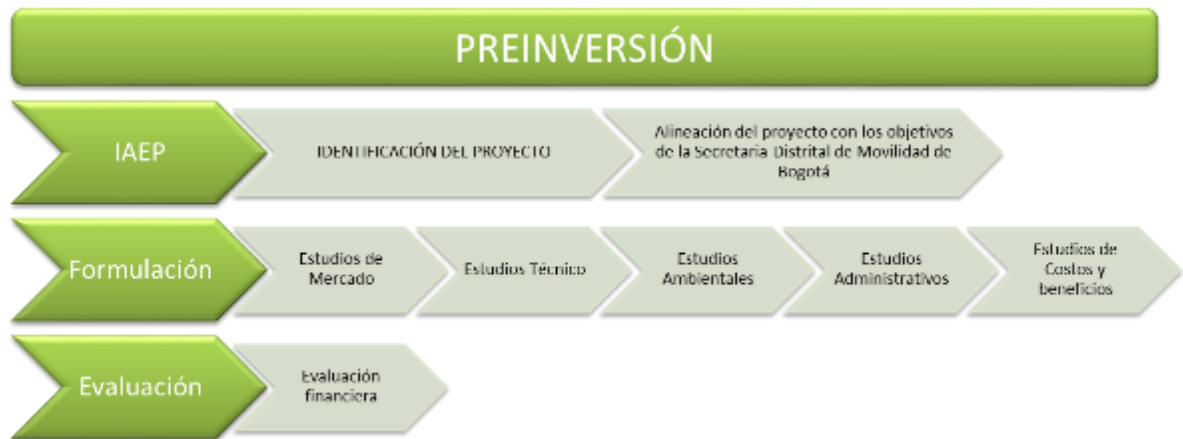 PREINVERSIÓN
IAEP
IDENTIFICACIÓN DEL PROYECTO
Alineación del proyecto con los objetivos
de la Secretaria Distrital de Movilidad de
Bogotá
Formulación
Estudios de
Mercado
Estudios Técnico
Estudios
Ambientales
Estudios
Administrativos
Estudios de
Costos y
beneficios
Evaluación
Evaluación
financiera